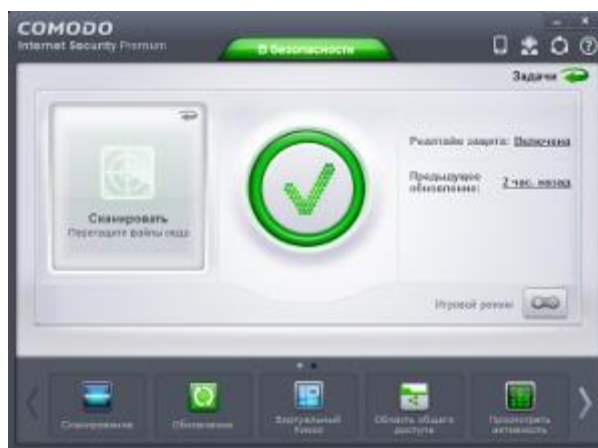 COMODO
Internet Security Premium
В безопасности
Задачи
Сканировать
Перетащите файлы сюда
Реалтайм защита: Включена
Предыдущее обновление: 2 час. назад
Игровой режим
Сканирование
Обновление
Виртуальный Киоск
Область общего доступа
Просмотреть активность